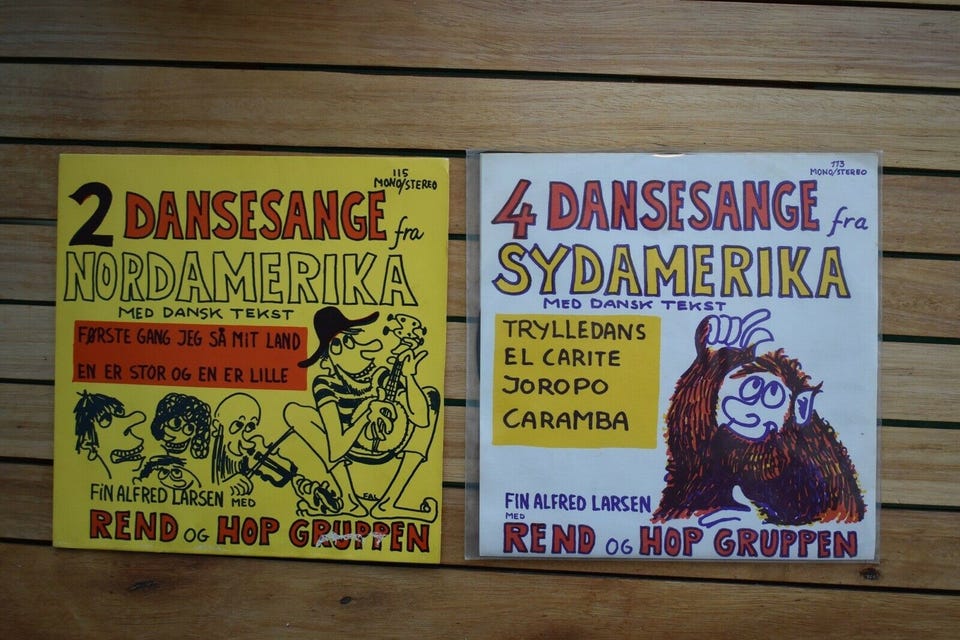 115
MONO/STEREO
2 DANSESANGE fra
NORDAMERIKA
MED DANSK TEKST
FØRSTE GANG JEG SÅ MIT LAND
EN ER STOR OG EN ER LILLE
FAL
FIN ALFRED LARSEN MED
REND OG HOP GRUPPEN
113
MONO/STEREO
4 DANSESANGE fra
SYDAMERIKA
MED DANSK TEKST
TRYLLEDANS
EL CARITE
JOROPO
CARAMBA
FIN ALFRED LARSEN
MED
REND OG HOP GRUPPEN